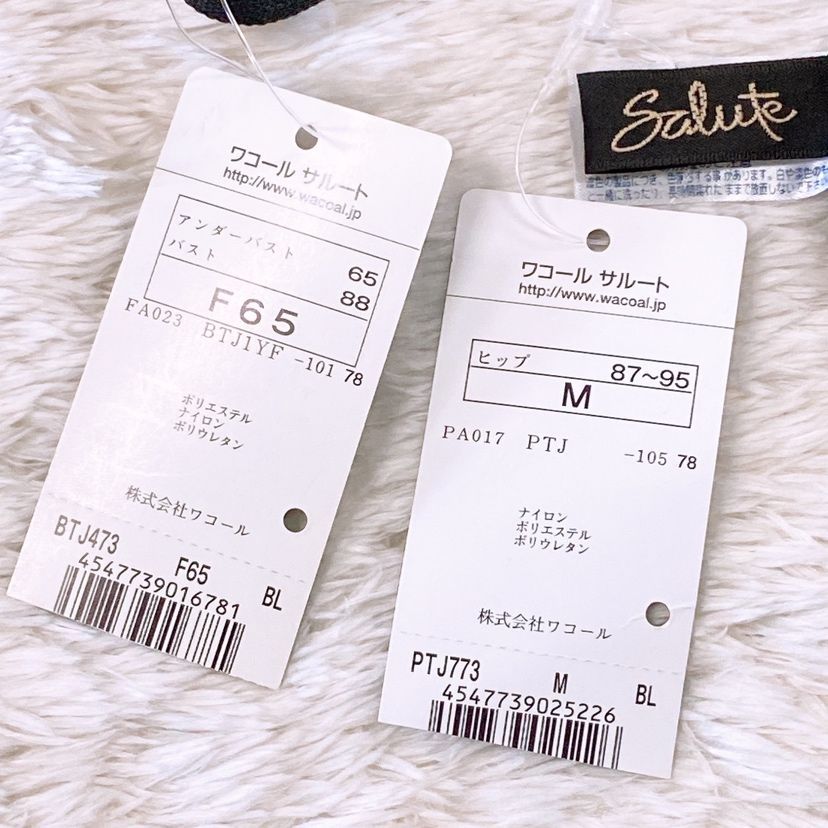 ワコール サルート
http://www.wacoal.jp
アンダーバスト 65
バスト 88
F65
FA023 BTJ1YF -101 78
ポリエステル
ナイロン
ポリウレタン
株式会社ワコール
BTJ473 F65 BL
4547739016781
Salute
ワコール サルート
http://www.wacoal.jp
ヒップ 87~95
M
PA017 PTJ -105 78
ナイロン
ポリエステル
ポリウレタン
株式会社ワコール
PTJ773 M BL
4547739025226